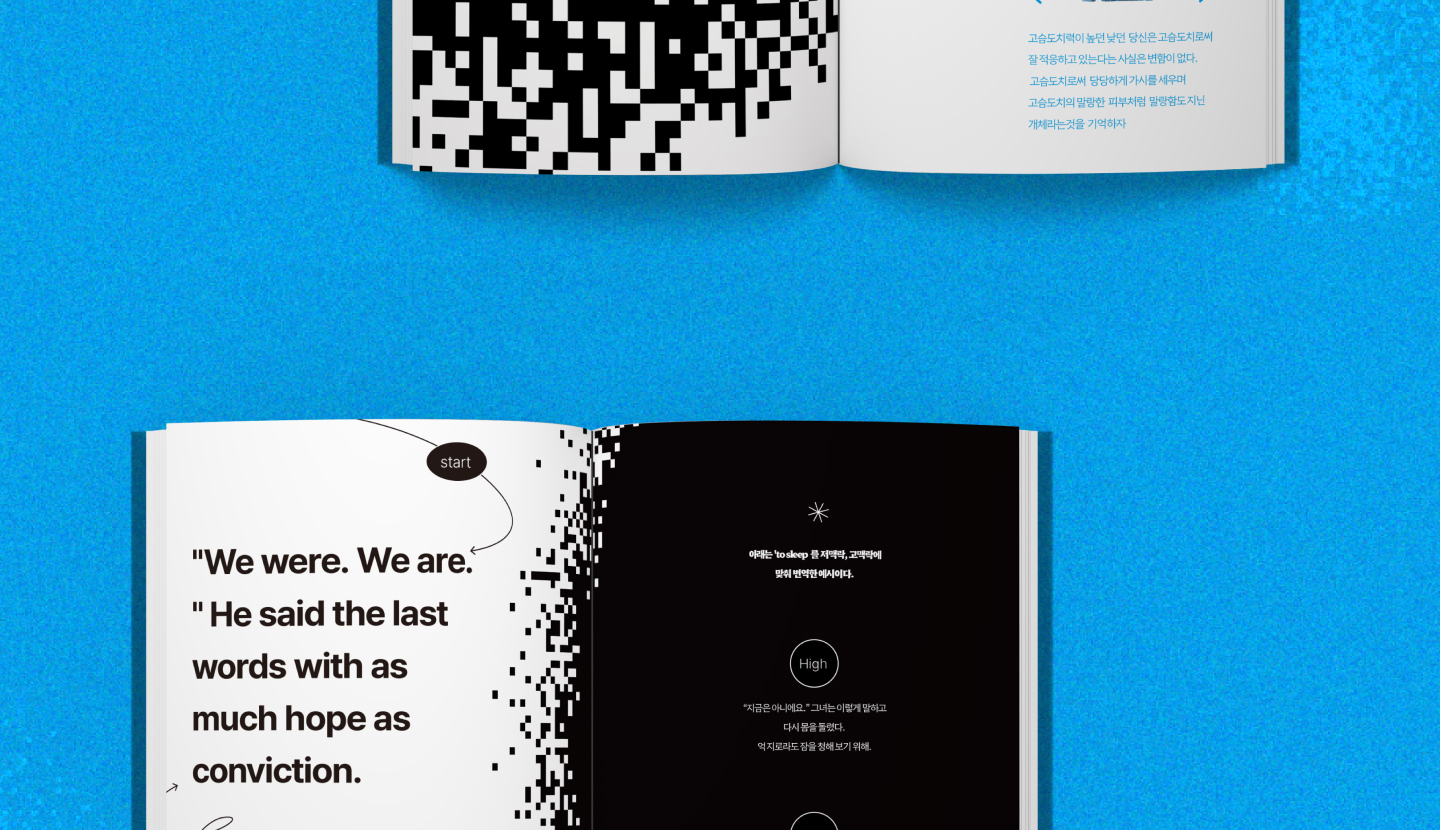 고슴도치력이 높던 낮던 당신은 고슴도치로써
잘 적응하고 있는다는 사실은 변함이 없다.
고슴도치로써 당당하게 가시를 세우며
고슴도치의 말랑한 피부처럼 말랑함도 지닌
개체라는것을 기억하자
start
"We were. We are.
" He said the last
words with as
much hope as
conviction.
아래는 'to sleep 를 저맥락, 고맥락에
맞춰 번역한 예시이다.
High
“지금은 아니에요.” 그녀는 이렇게 말하고
다시 몸을 돌렸다.
억지로라도 잠을 청해 보기 위해.